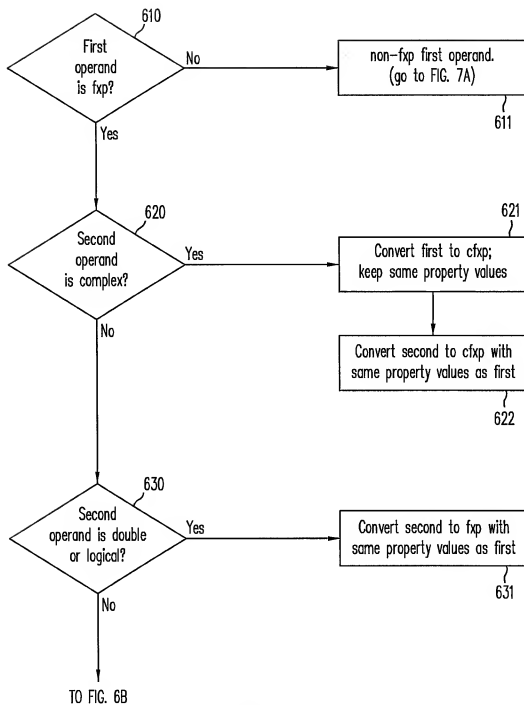 610
First
operand
is fxp?
No
non-fxp first operand.
(go to FIG. 7A)
611
Yes
620
Second
operand
is complex?
Yes
621
Convert first to cfxp;
keep same property values
No
Convert second to cfxp with
same property values as first
622
630
Second
operand is double
or logical?
Yes
Convert second to fxp with
same property values as first
631
No
TO FIG. 6B